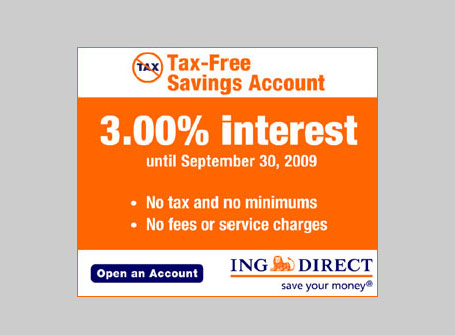 TAX
Tax-Free
Savings Account
3.00% interest
until September 30, 2009
• No tax and no minimums
• No fees or service charges
Open an Account
ING DIRECT
save your money®